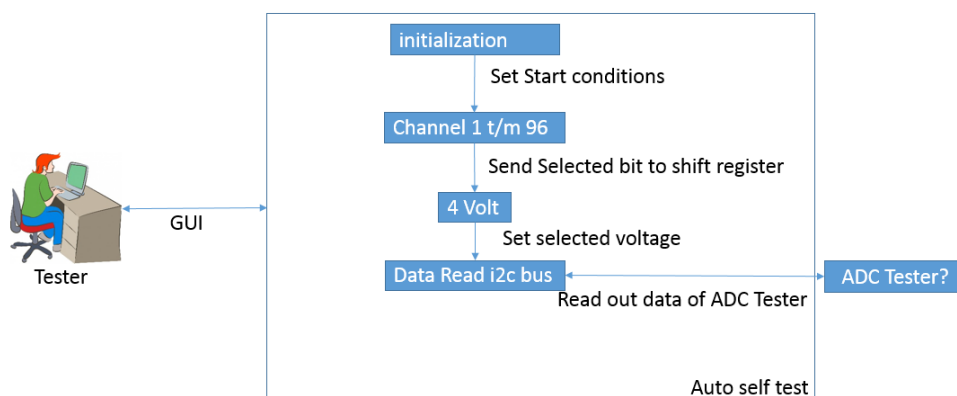 initialization
Set Start conditions
Channel 1 t/m 96
Send Selected bit to shift register
4 Volt
GUI
Set selected voltage
Tester
Data Read i2c bus
ADC Tester?
Read out data of ADC Tester
Auto self test